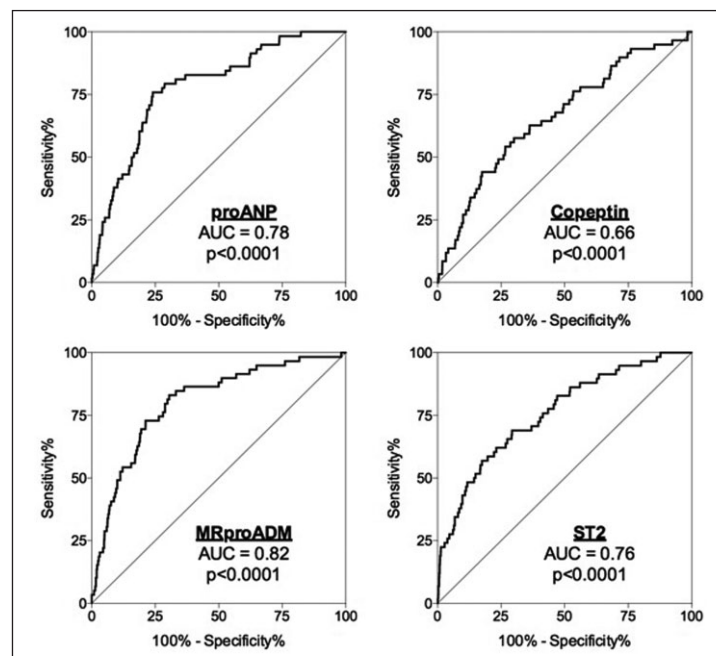 100
75
50
25
0
Sensitivity%
proANP
AUC = 0.78
p<0.0001
0 25 50 75 100
100% - Specificity%
100
75
50
25
0
Sensitivity%
Copeptin
AUC = 0.66
p<0.0001
0 25 50 75 100
100% - Specificity%
100
75
50
25
0
Sensitivity%
MRproADM
AUC = 0.82
p<0.0001
0 25 50 75 100
100% - Specificity%
100
75
50
25
0
Sensitivity%
ST2
AUC = 0.76
p<0.0001
0 25 50 75 100
100% - Specificity%